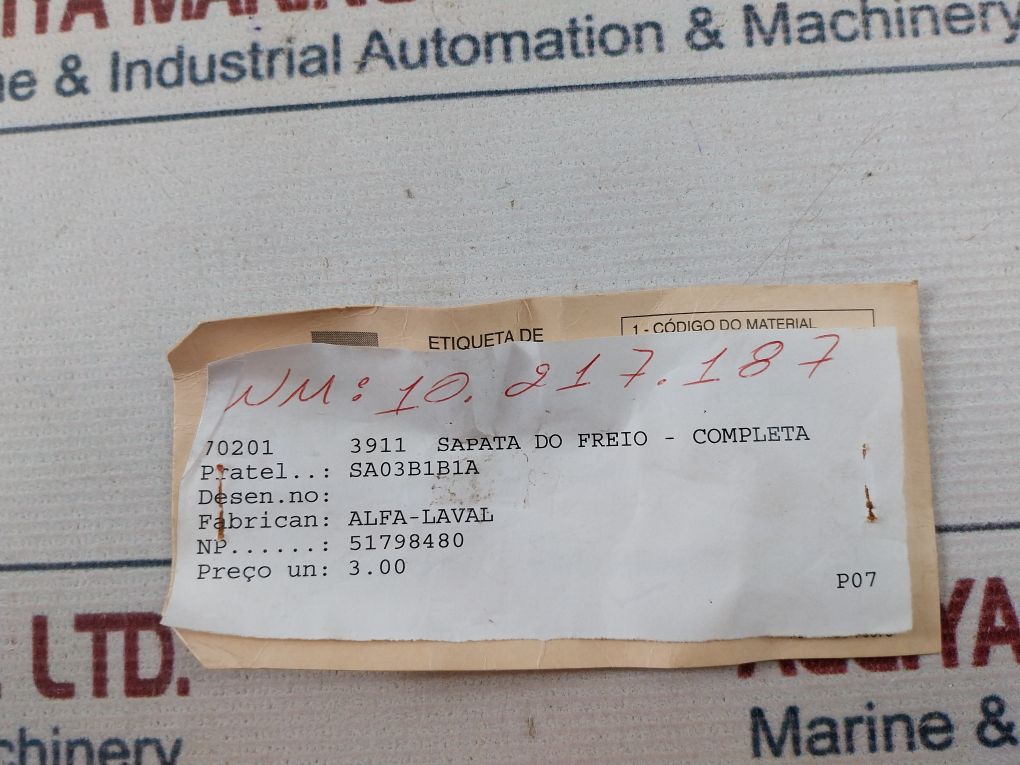 & Industrial Automation & Machinery
ETIQUETA DE
1 - CÓDIGO DO MATERIAL
NM: 10.217.187
70201 3911 SAPATA DO FREIO - COMPLETA
Pratel..: SA03B1B1A
Desen.no:
Fabrican: ALFA-LAVAL
NP......: 51798480
Preço un: 3.00
P07
LTD.
Marine &